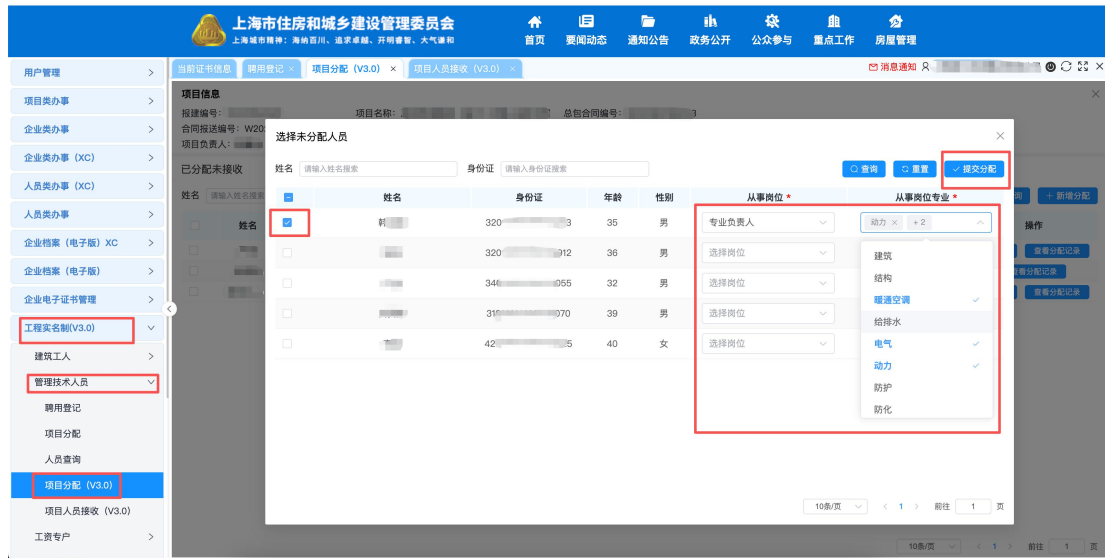 上海市住房和城乡建设管理委员会
上海城市精神：海纳百川、追求卓越、开明睿智、大气谦和
首页 要闻动态 通知公告 政务公开 公众参与 重点工作 房屋管理
当前证书信息 聘用登记 × 项目分配（V3.0） × 项目人员接收（V3.0） ×
消息通知
用户管理
项目类办事
企业类办事
企业类办事（XC）
人员类办事（XC）
人员类办事
企业档案（电子版）XC
企业档案（电子版）
企业电子证书管理
工程实名制(V3.0)
建筑工人
管理技术人员
聘用登记
项目分配
人员查询
项目分配（V3.0）
项目人员接收（V3.0）
工资专户
项目信息
报建编号：
项目名称：
总包合同编号：
合同报送编号：W20
项目负责人：
已分配未接收
姓名 请输入姓名搜索
询 + 新增分配
姓名 操作
查看分配记录
查看分配记录
查看分配记录
选择未分配人员 ×
姓名 请输入姓名搜索 身份证 请输入身份证搜索 查询 重置 提交分配
姓名 身份证 年龄 性别 从事岗位 * 从事岗位专业 *
韩 320 3 35 男 专业负责人 动力 × + 2
320 012 36 男 选择岗位
346 055 32 男 选择岗位
319 070 39 男 选择岗位
42 5 40 女 选择岗位
建筑
结构
暖通空调
给排水
电气
动力
防护
防化
10条/页 < 1 > 前往 1 页
10条/页 < 1 > 前往 1 页